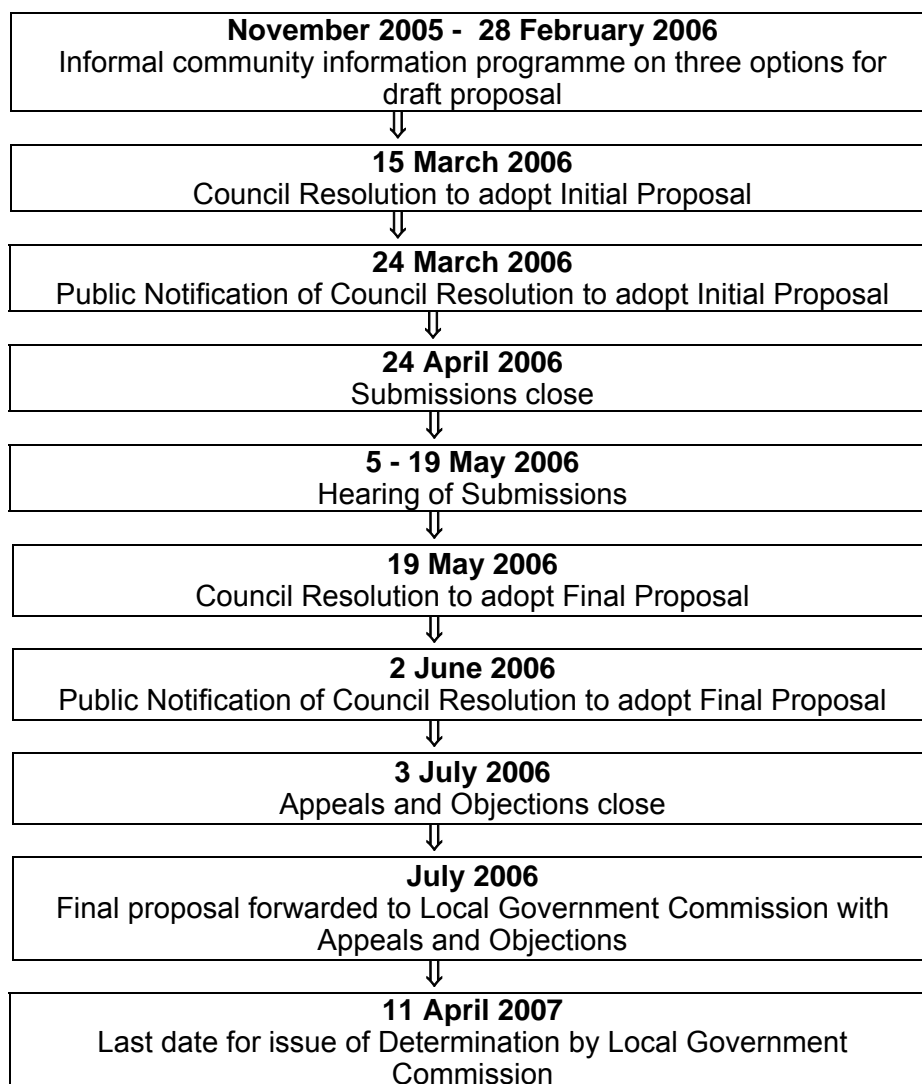 November 2005 - 28 February 2006
Informal community information programme on three options for
draft proposal
⇓
15 March 2006
Council Resolution to adopt Initial Proposal
⇓
24 March 2006
Public Notification of Council Resolution to adopt Initial Proposal
⇓
24 April 2006
Submissions close
⇓
5 - 19 May 2006
Hearing of Submissions
⇓
19 May 2006
Council Resolution to adopt Final Proposal
⇓
2 June 2006
Public Notification of Council Resolution to adopt Final Proposal
⇓
3 July 2006
Appeals and Objections close
⇓
July 2006
Final proposal forwarded to Local Government Commission with
Appeals and Objections
⇓
11 April 2007
Last date for issue of Determination by Local Government
Commission